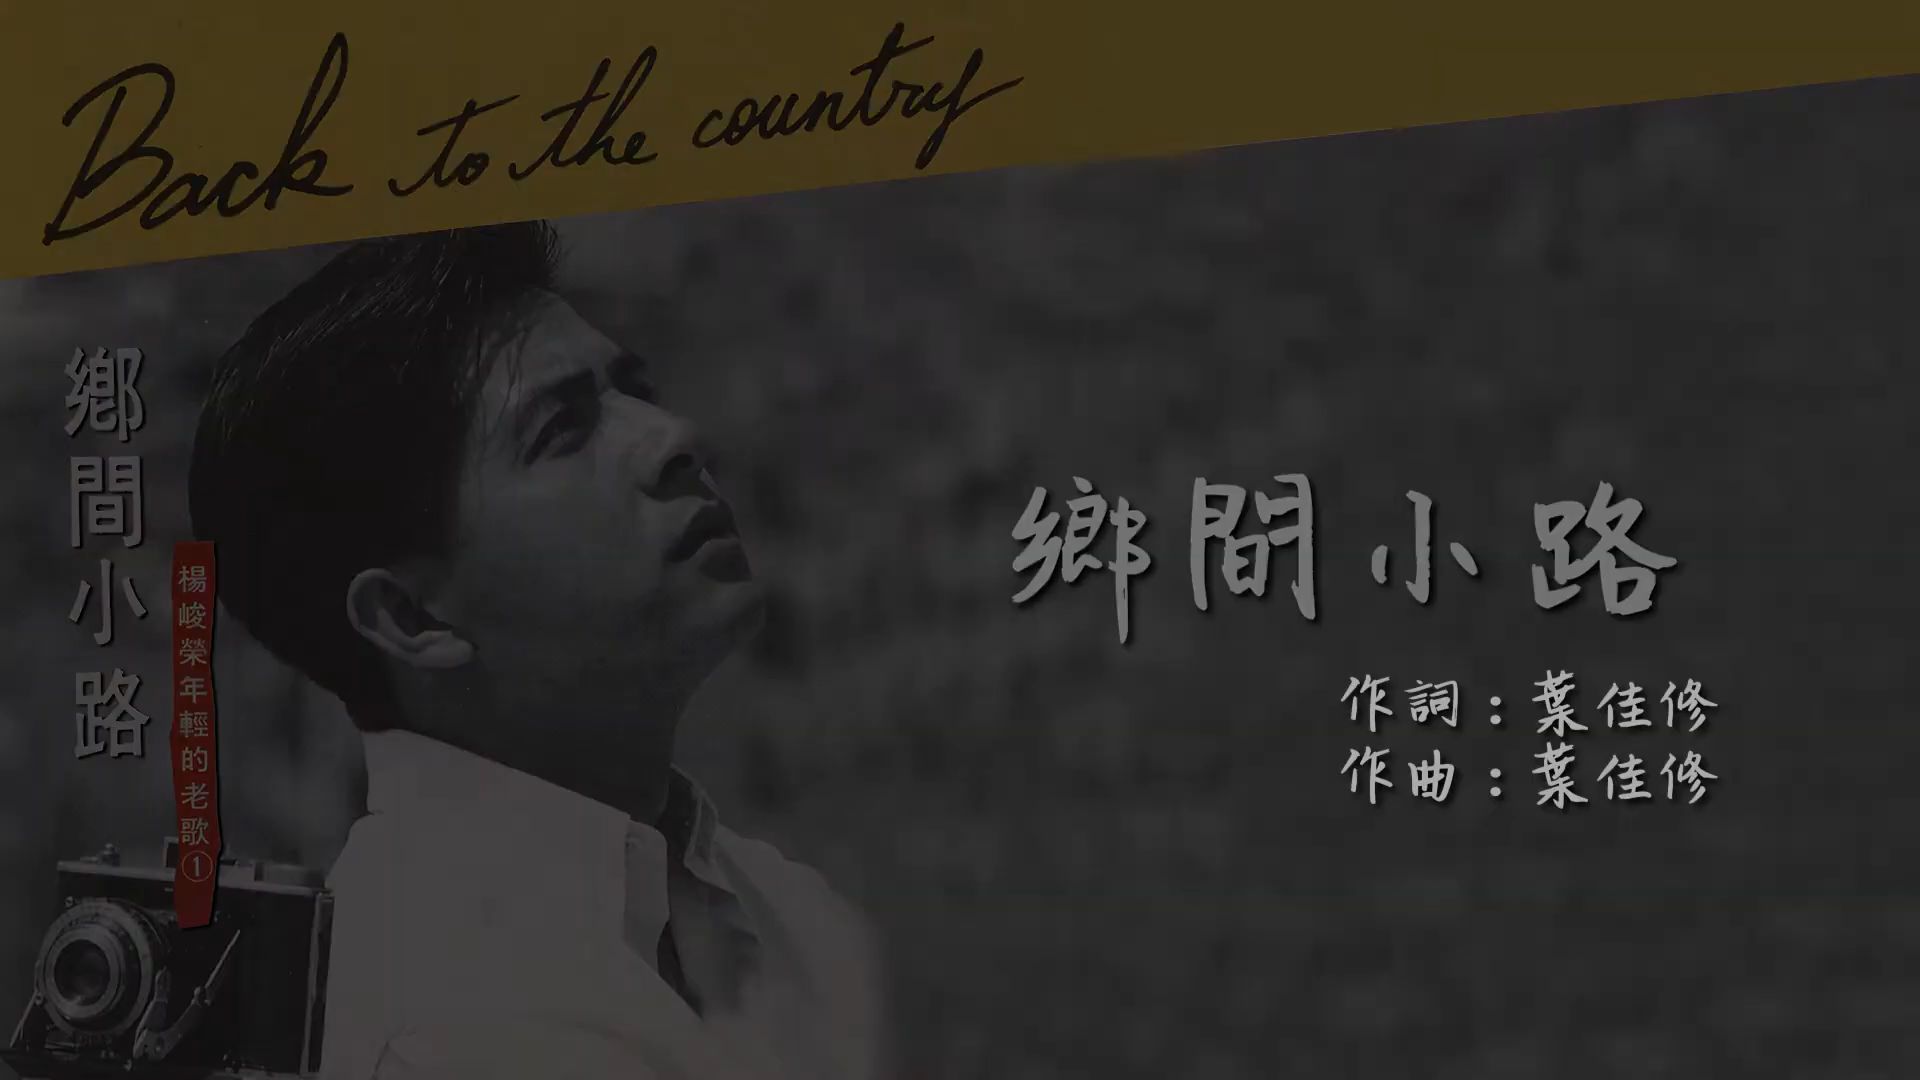 Back to the country
鄉間小路
楊峻榮年輕的老歌①
鄉間小路
作詞：葉佳修
作曲：葉佳修